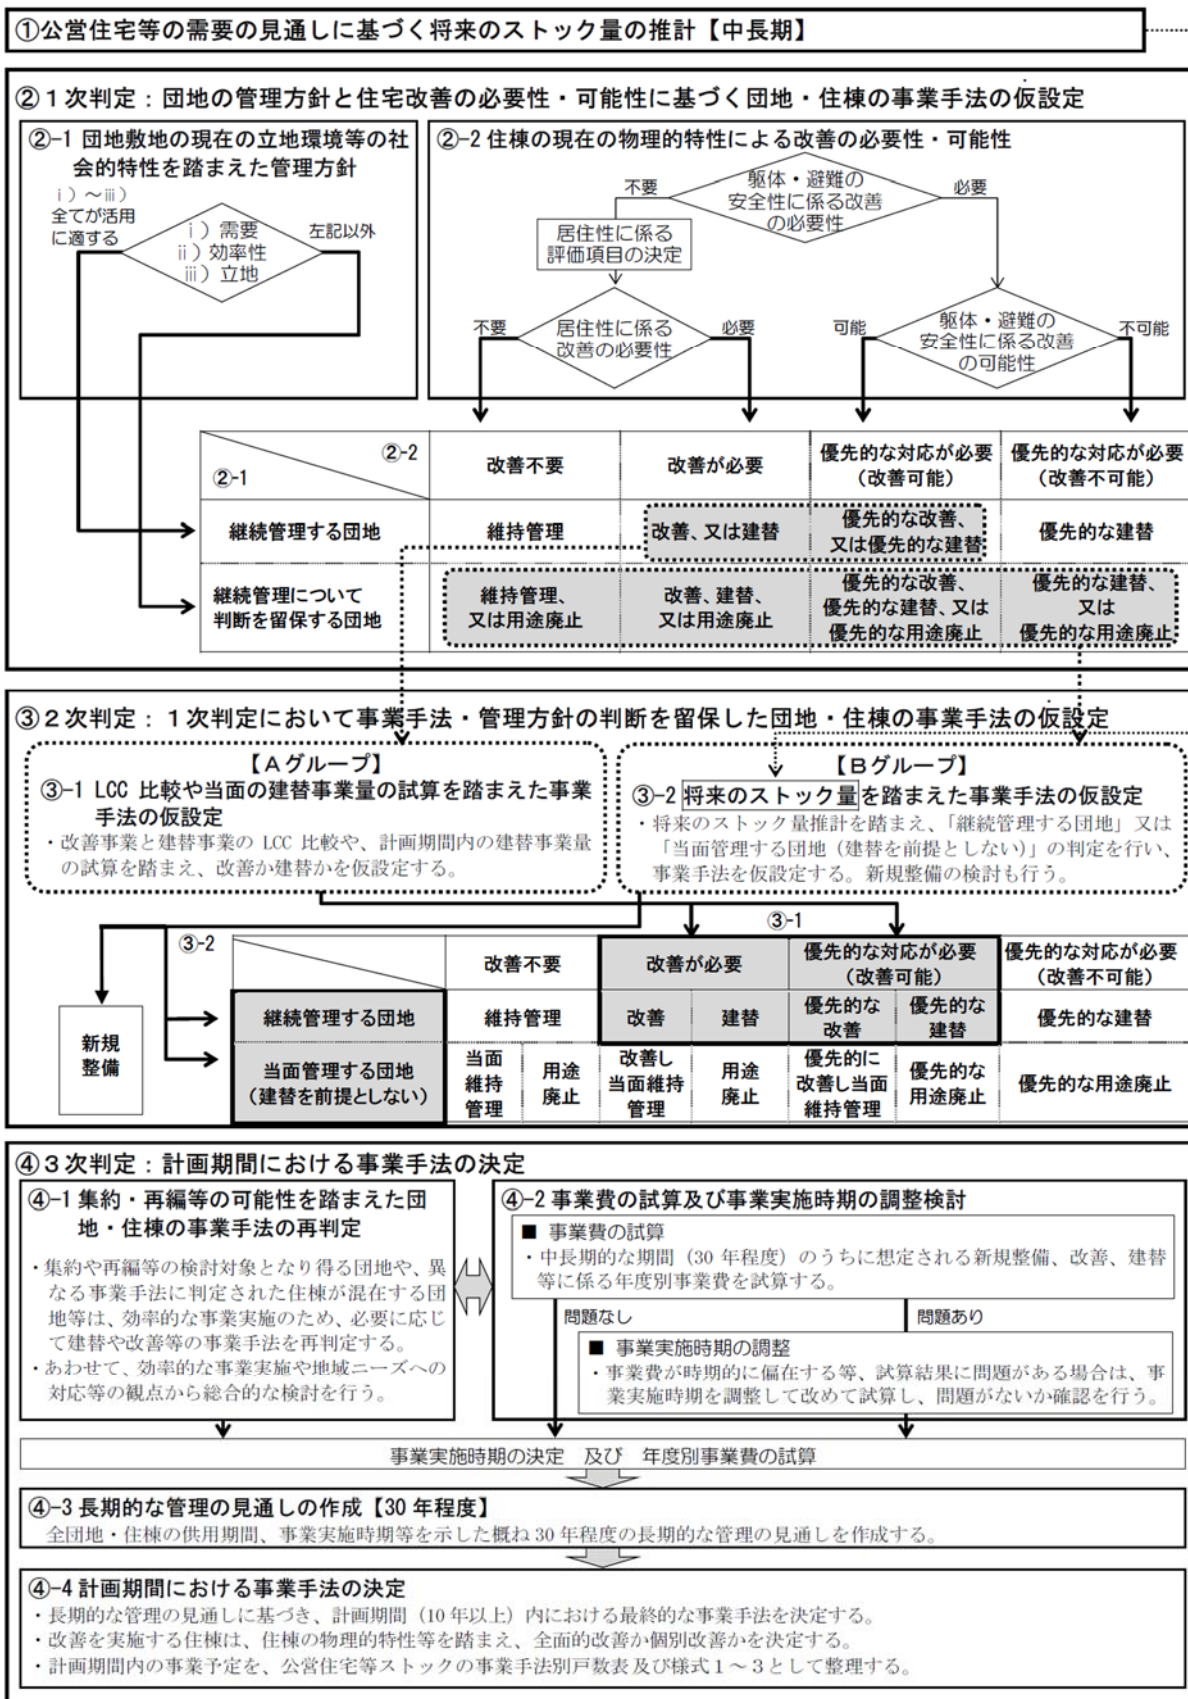 ①公営住宅等の需要の見通しに基づく将来のストック量の推計【中長期】
②１次判定：団地の管理方針と住宅改善の必要性・可能性に基づく団地・住棟の事業手法の仮設定
②-1 団地敷地の現在の立地環境等の社
会的特性を踏まえた管理方針
ⅰ）～ⅲ）
全てが活用
に適する
ⅰ）需要
ⅱ）効率性
ⅲ）立地
左記以外
②-2 住棟の現在の物理的特性による改善の必要性・可能性
不要
躯体・避難の
安全性に係る改善
の必要性
必要
居住性に係る
評価項目の決定
不要
居住性に係る
改善の必要性
必要
可能
躯体・避難の
安全性に係る改善
の可能性
不可能
②-2
②-1
改善不要
改善が必要
優先的な対応が必要
（改善可能）
優先的な対応が必要
（改善不可能）
継続管理する団地
維持管理
改善、又は建替
優先的な改善、
又は優先的な建替
優先的な建替
継続管理について
判断を留保する団地
維持管理、
又は用途廃止
改善、建替、
又は用途廃止
優先的な改善、
優先的な建替、又は
優先的な用途廃止
優先的な建替、
又は
優先的な用途廃止
③２次判定：１次判定において事業手法・管理方針の判断を留保した団地・住棟の事業手法の仮設定
【Ａグループ】
③-1 LCC 比較や当面の建替事業量の試算を踏まえた事業
手法の仮設定
・改善事業と建替事業の LCC 比較や、計画期間内の建替事業量
の試算を踏まえ、改善か建替かを仮設定する。
【Ｂグループ】
③-2 将来のストック量を踏まえた事業手法の仮設定
・将来のストック量推計を踏まえ、「継続管理する団地」又は
「当面管理する団地（建替を前提としない）」の判定を行い、
事業手法を仮設定する。新規整備の検討も行う。
③-1
③-2
改善不要
改善が必要
優先的な対応が必要
（改善可能）
優先的な対応が必要
（改善不可能）
新規
整備
継続管理する団地
維持管理
改善
建替
優先的な
改善
優先的な
建替
優先的な建替
当面管理する団地
（建替を前提としない）
当面
維持
管理
用途
廃止
改善し
当面維持
管理
用途
廃止
優先的に
改善し当面
維持管理
優先的な
用途廃止
優先的な用途廃止
④３次判定：計画期間における事業手法の決定
④-1 集約・再編等の可能性を踏まえた団
地・住棟の事業手法の再判定
・集約や再編等の検討対象となり得る団地や、異
なる事業手法に判定された住棟が混在する団
地等は、効率的な事業実施のため、必要に応じ
て建替や改善等の事業手法を再判定する。
・あわせて、効率的な事業実施や地域ニーズへの
対応等の観点から総合的な検討を行う。
④-2 事業費の試算及び事業実施時期の調整検討
■ 事業費の試算
・中長期的な期間（30 年程度）のうちに想定される新規整備、改善、建替
等に係る年度別事業費を試算する。
問題なし
問題あり
■ 事業実施時期の調整
・事業費が時期的に偏在する等、試算結果に問題がある場合は、事
業実施時期を調整して改めて試算し、問題がないか確認を行う。
事業実施時期の決定　及び　年度別事業費の試算
④-3 長期的な管理の見通しの作成【30 年程度】
全団地・住棟の供用期間、事業実施時期等を示した概ね 30 年程度の長期的な管理の見通しを作成する。
④-4 計画期間における事業手法の決定
・長期的な管理の見通しに基づき、計画期間（10 年以上）内における最終的な事業手法を決定する。
・改善を実施する住棟は、住棟の物理的特性等を踏まえ、全面的改善か個別改善かを決定する。
・計画期間内の事業予定を、公営住宅等ストックの事業手法別戸数表及び様式１～３として整理する。